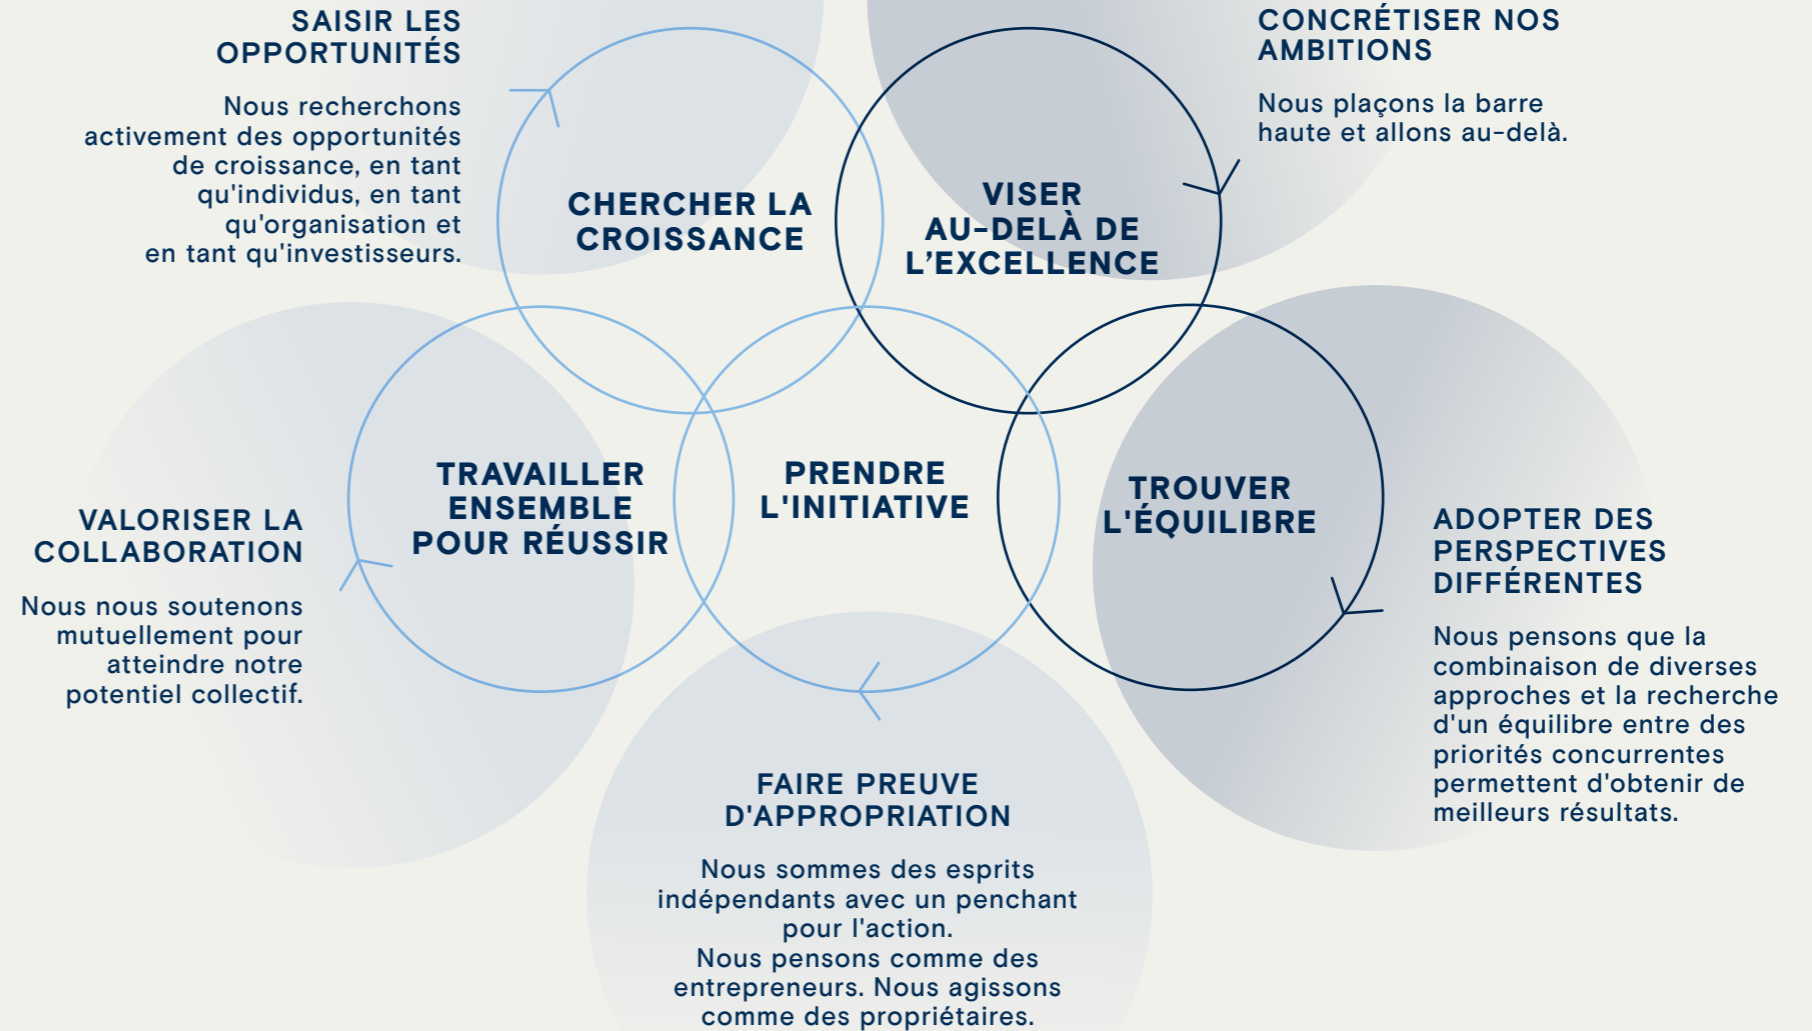 SAISIR LES
OPPORTUNITÉS
Nous recherchons
activement des opportunités
de croissance, en tant
qu'individus, en tant
qu'organisation et
en tant qu'investisseurs.
CONCRÉTISER NOS
AMBITIONS
Nous plaçons la barre
haute et allons au-delà.
CHERCHER LA
CROISSANCE
VISER
AU-DELÀ DE
L’EXCELLENCE
TRAVAILLER
ENSEMBLE
POUR RÉUSSIR
PRENDRE
L'INITIATIVE
TROUVER
L'ÉQUILIBRE
VALORISER LA
COLLABORATION
Nous nous soutenons
mutuellement pour
atteindre notre
potentiel collectif.
ADOPTER DES
PERSPECTIVES
DIFFÉRENTES
Nous pensons que la
combinaison de diverses
approches et la recherche
d'un équilibre entre des
priorités concurrentes
permettent d'obtenir de
meilleurs résultats.
FAIRE PREUVE
D'APPROPRIATION
Nous sommes des esprits
indépendants avec un penchant
pour l'action.
Nous pensons comme des
entrepreneurs. Nous agissons
comme des propriétaires.